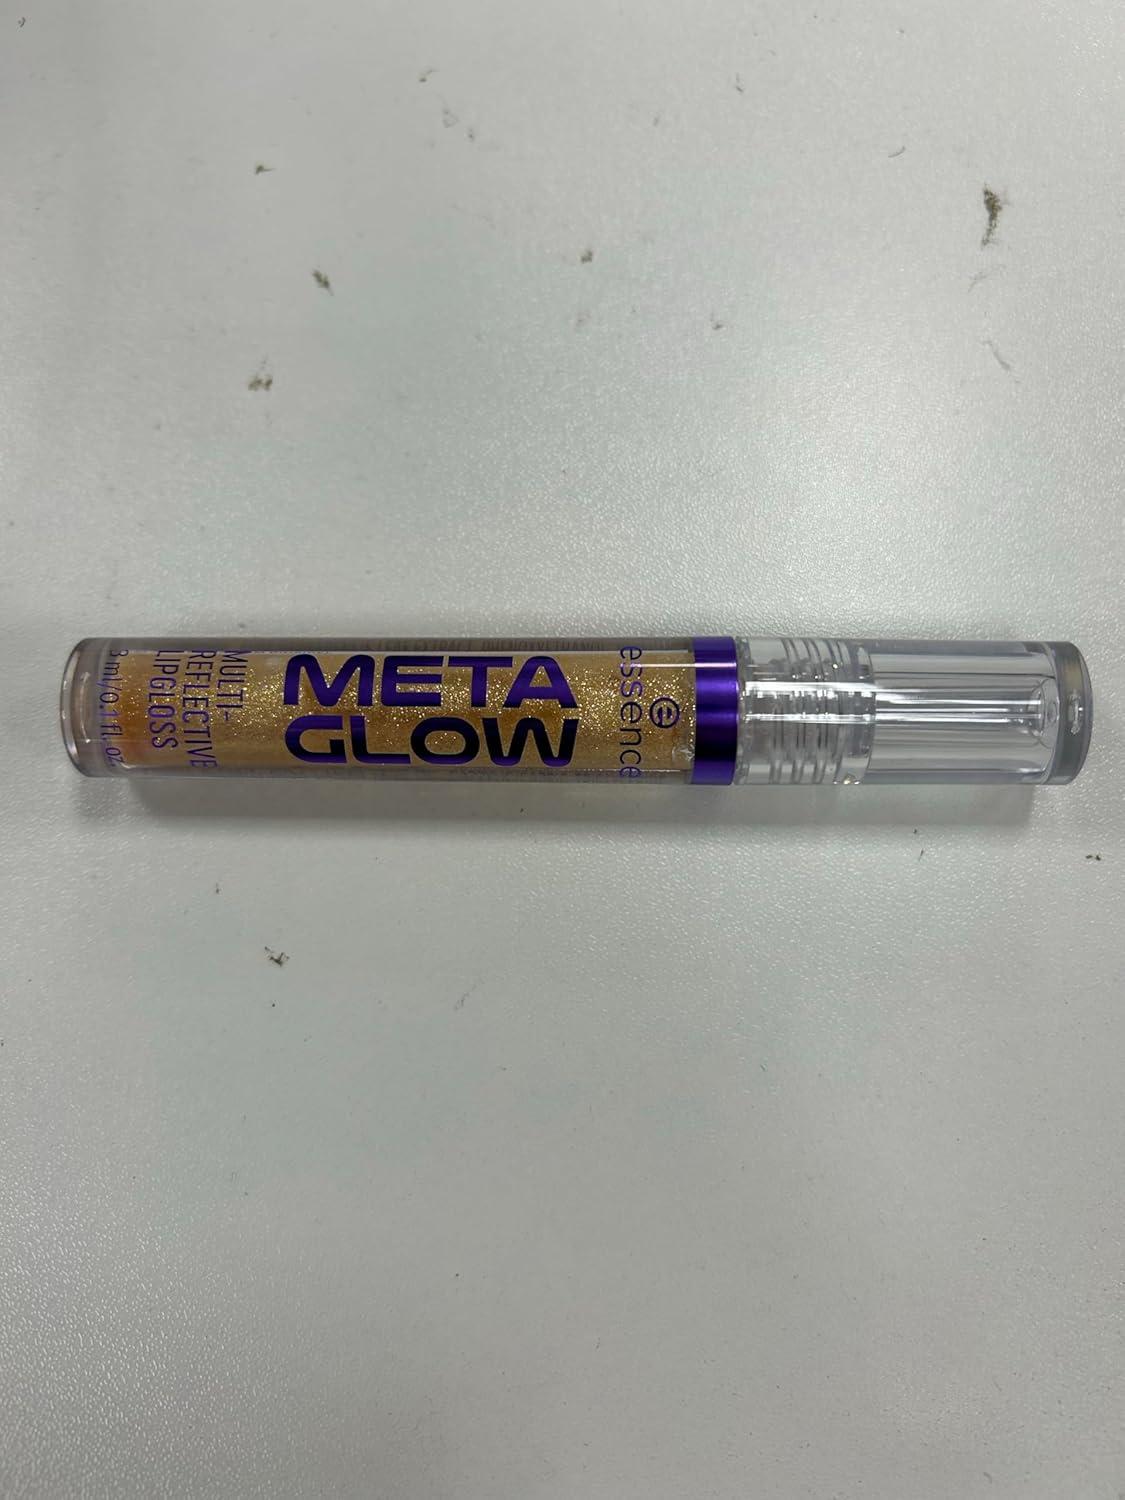 essence
META
GLOW
MULTI-
REFLECTIVE
LIPGLOSS
3 ml/0.1 fl. oz